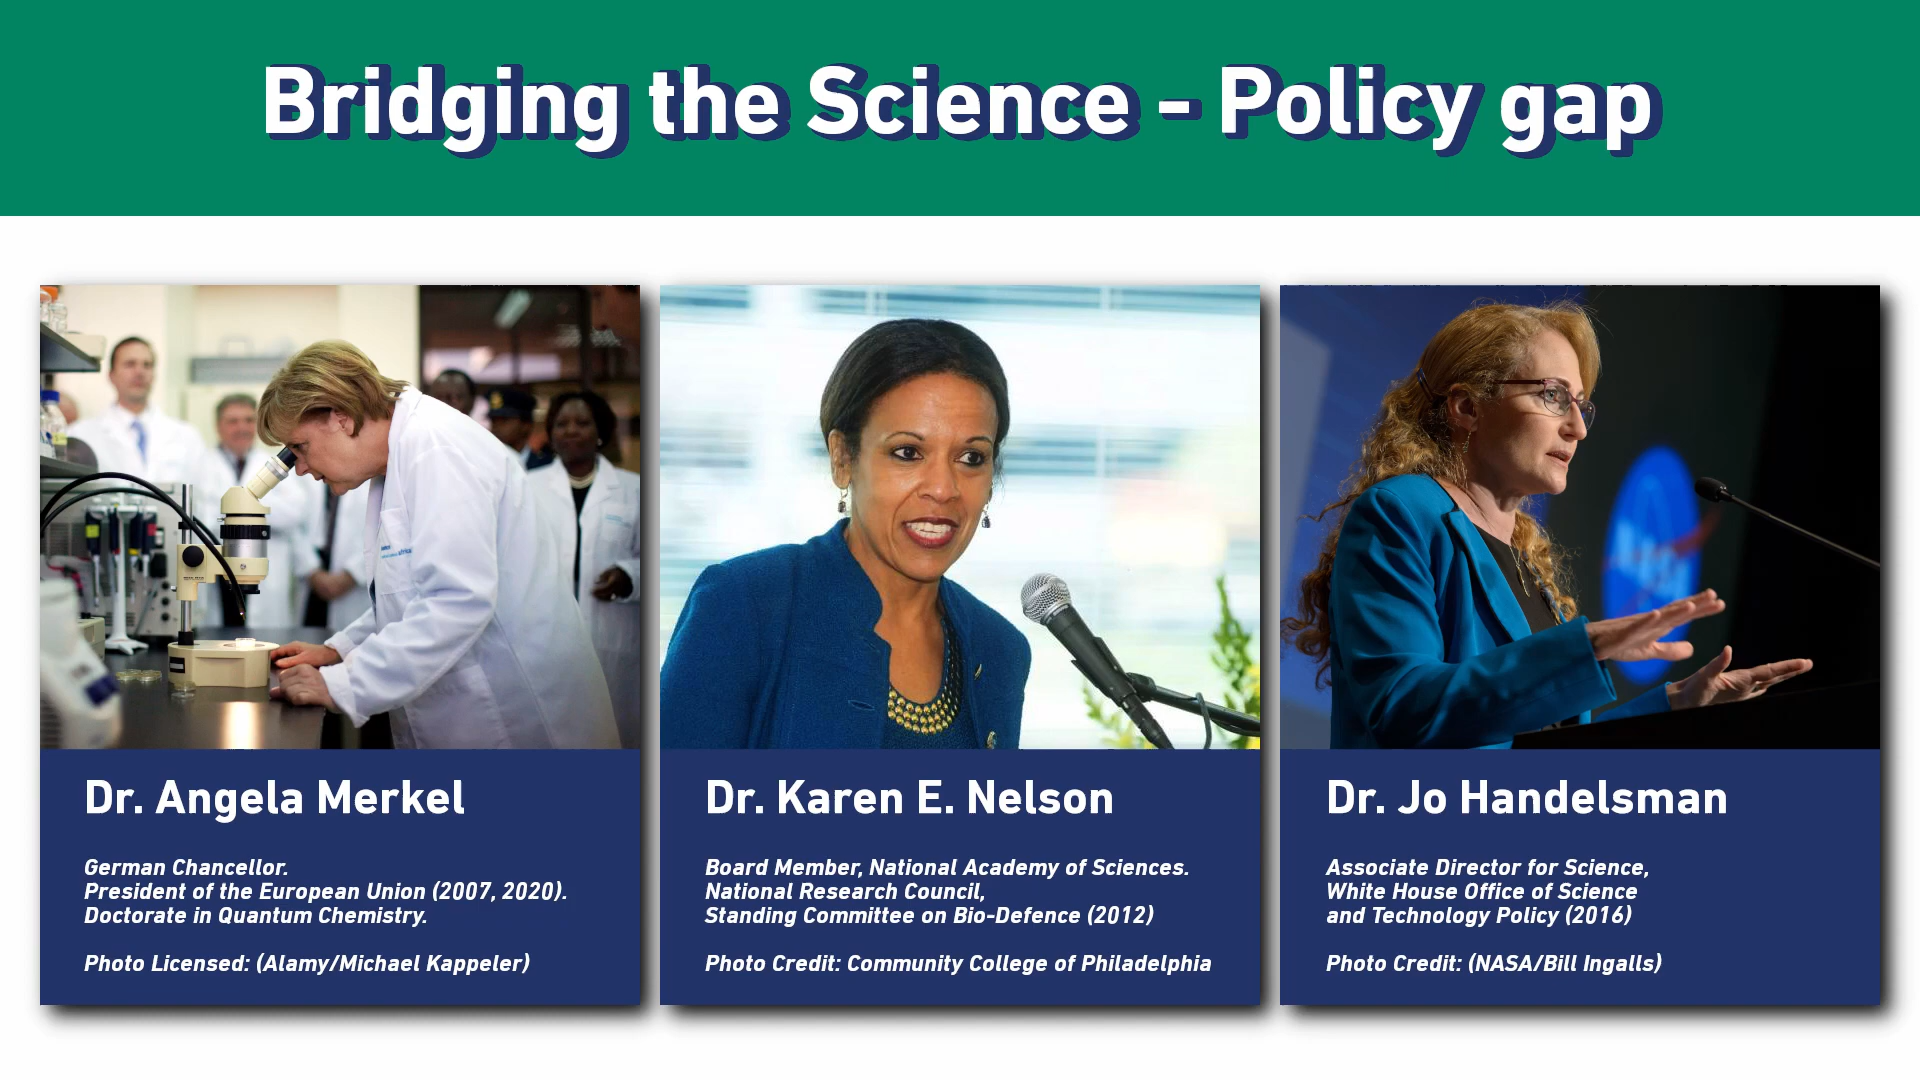 Bridging the Science - Policy gap
Dr. Angela Merkel
German Chancellor.
President of the European Union (2007, 2020).
Doctorate in Quantum Chemistry.
Photo Licensed: (Alamy/Michael Kappeler)
Dr. Karen E. Nelson
Board Member, National Academy of Sciences.
National Research Council,
Standing Committee on Bio-Defence (2012)
Photo Credit: Community College of Philadelphia
Dr. Jo Handelsman
Associate Director for Science,
White House Office of Science
and Technology Policy (2016)
Photo Credit: (NASA/Bill Ingalls)